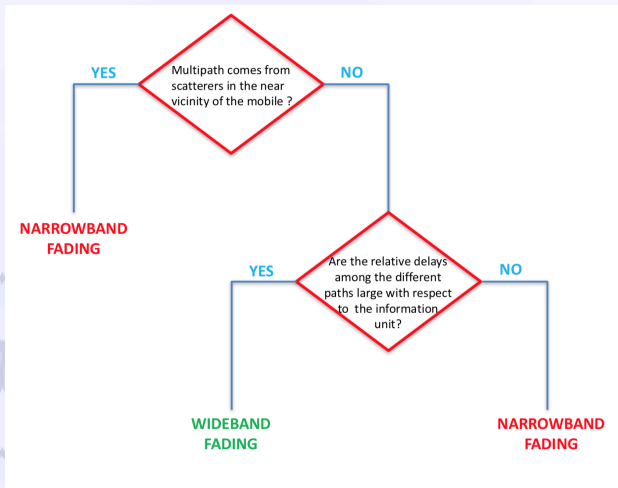 YES
Multipath comes from
scatterers in the near
vicinity of the mobile ?
NO
NARROWBAND
FADING
YES
Are the relative delays
among the different
paths large with respect
to the information
unit?
NO
WIDEBAND
FADING
NARROWBAND
FADING